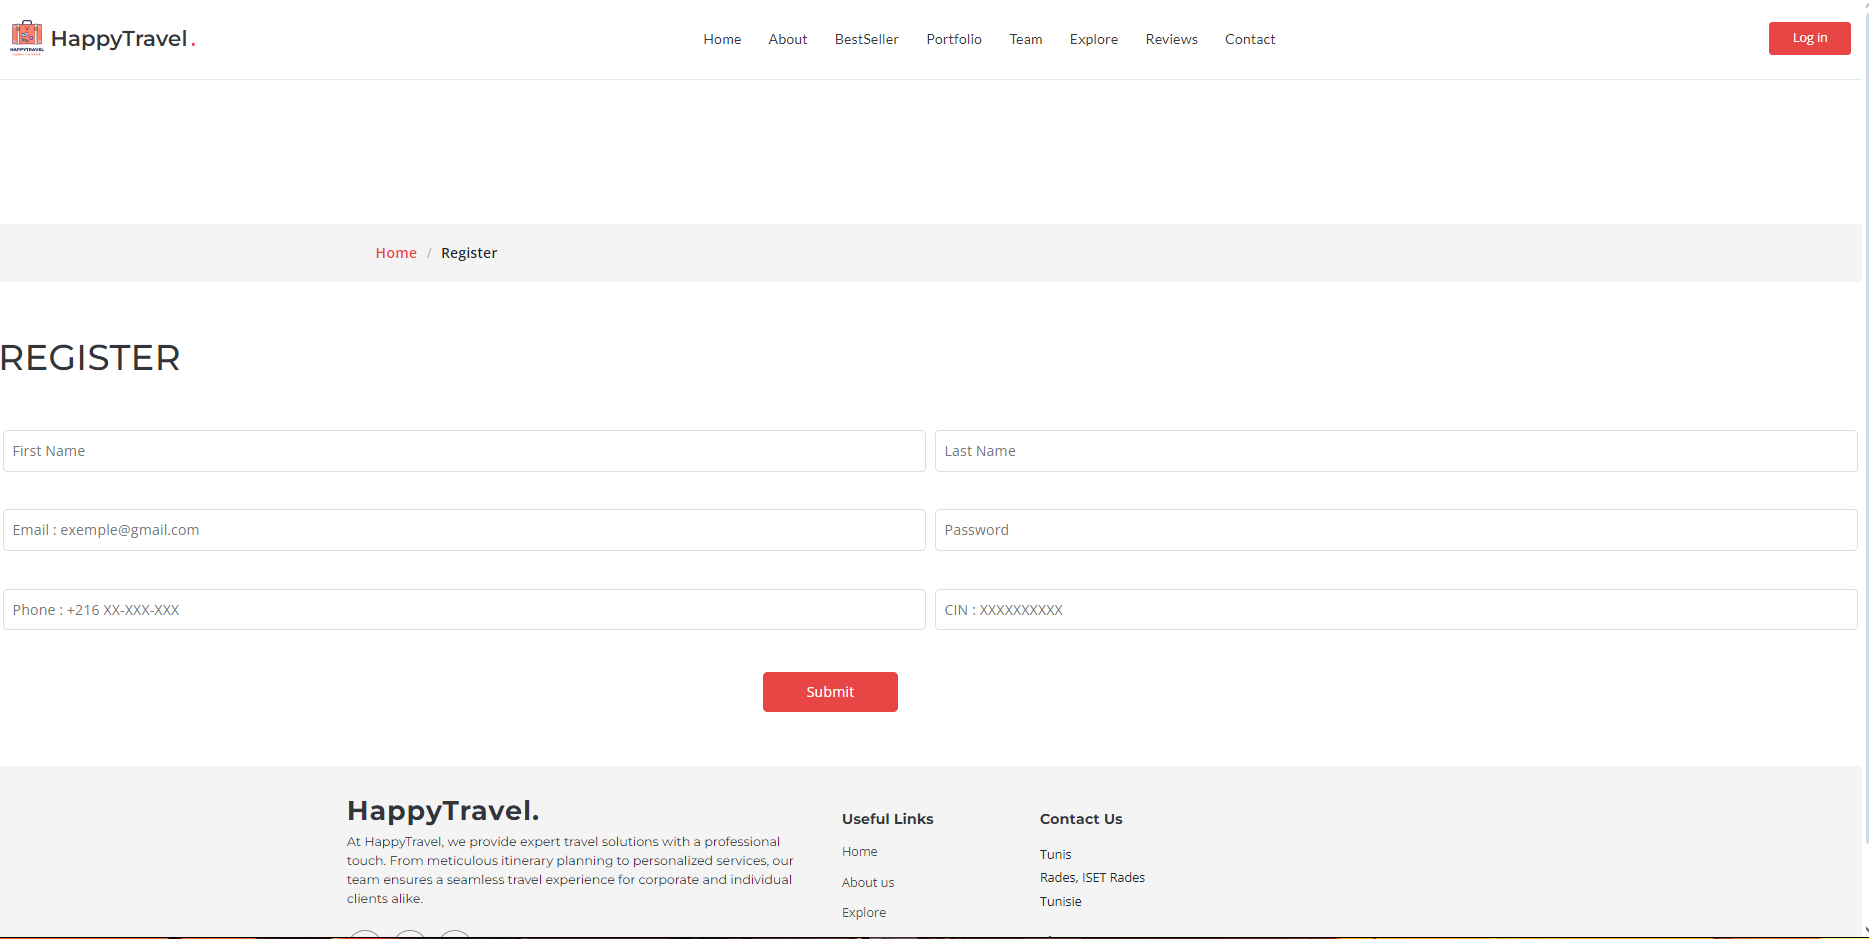 HAPPYTRAVEL
HappyTravel.
Home About BestSeller Portfolio Team Explore Reviews Contact
Log in
Home / Register
REGISTER
First Name
Last Name
Email : exemple@gmail.com
Password
Phone : +216 XX-XXX-XXX
CIN : XXXXXXXXXX
Submit
HappyTravel.
At HappyTravel, we provide expert travel solutions with a professional
touch. From meticulous itinerary planning to personalized services, our
team ensures a seamless travel experience for corporate and individual
clients alike.
Useful Links
Home
About us
Explore
Contact Us
Tunis
Rades, ISET Rades
Tunisie